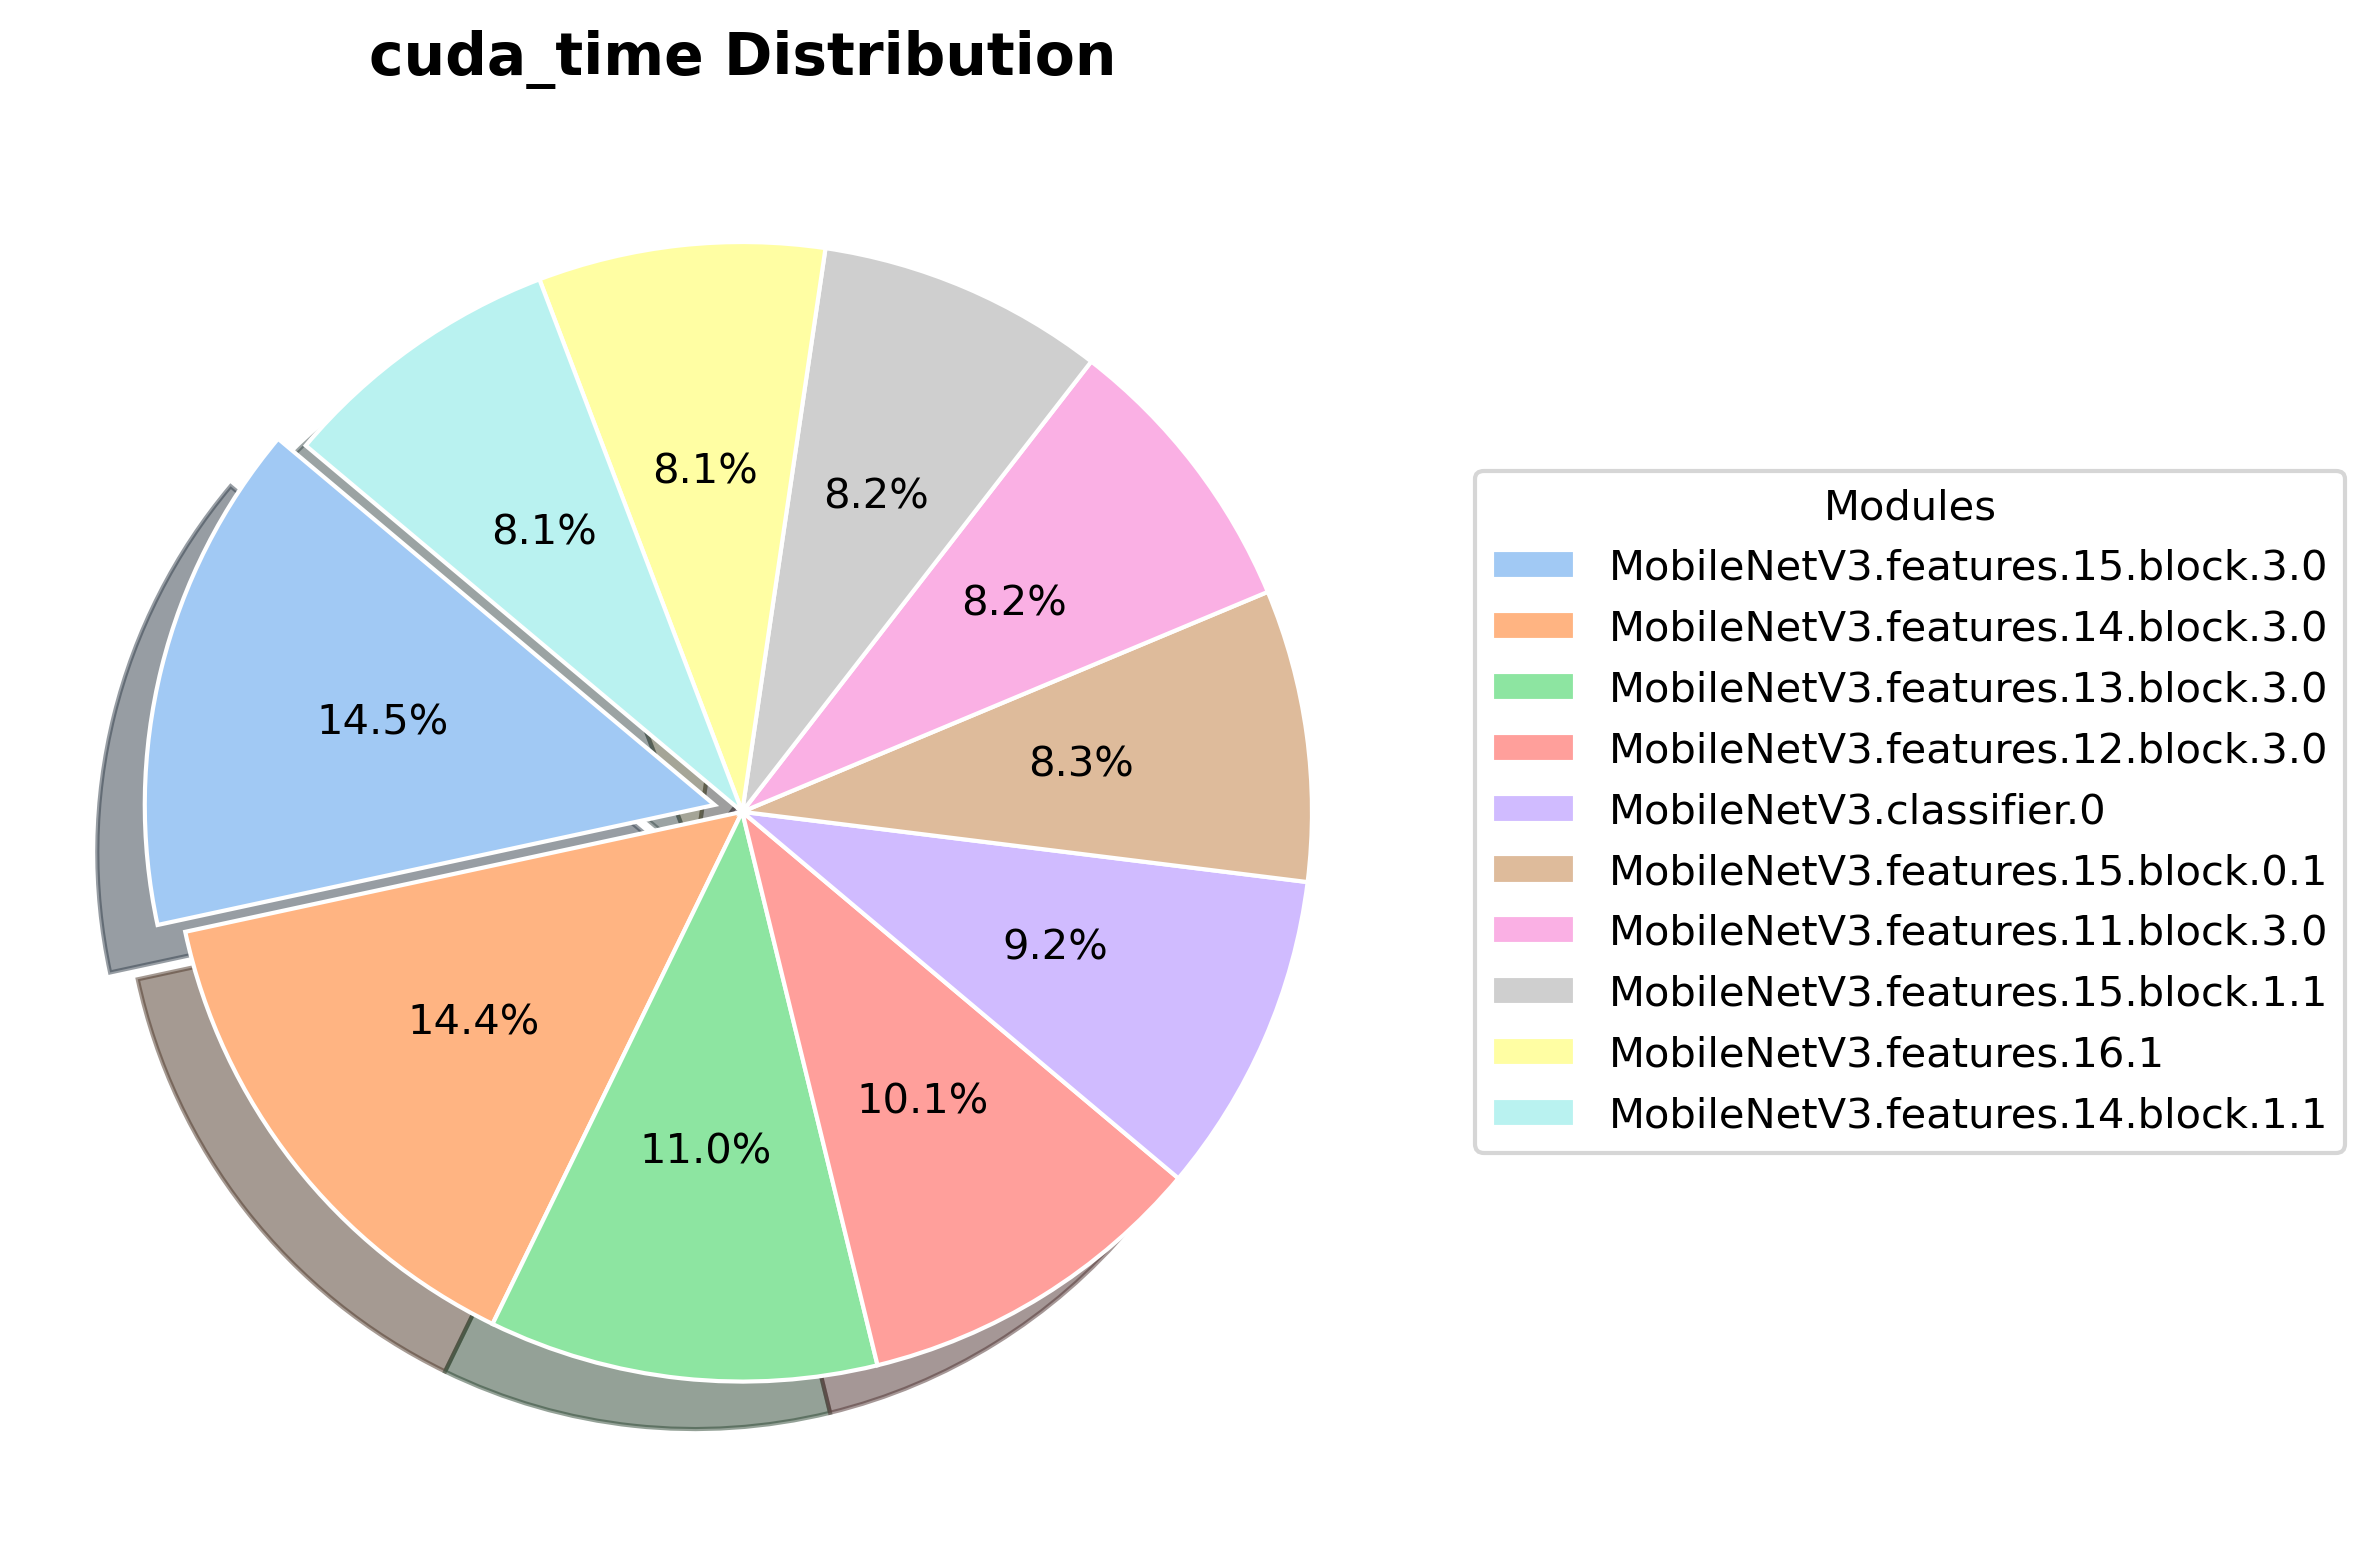 cuda_time Distribution
8.1%
8.2%
8.1%
8.2%
14.5%
8.3%
9.2%
14.4%
10.1%
11.0%
Modules
MobileNetV3.features.15.block.3.0
MobileNetV3.features.14.block.3.0
MobileNetV3.features.13.block.3.0
MobileNetV3.features.12.block.3.0
MobileNetV3.classifier.0
MobileNetV3.features.15.block.0.1
MobileNetV3.features.11.block.3.0
MobileNetV3.features.15.block.1.1
MobileNetV3.features.16.1
MobileNetV3.features.14.block.1.1